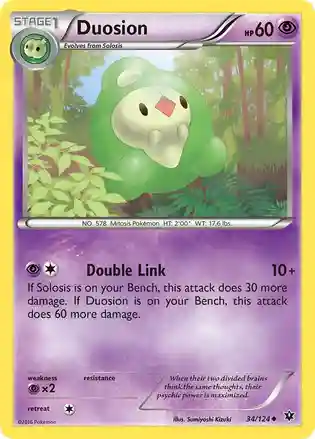 STAGE1 Duosion HP60
Evolves from Solosis
NO. 578 Mitosis Pokémon HT: 2'00" WT: 17.6 lbs.
Double Link 10+
If Solosis is on your Bench, this attack does 30 more
damage. If Duosion is on your Bench, this attack
does 60 more damage.
weakness resistance
×2
When their two divided brains
think the same thoughts, their
psychic power is maximized.
retreat
©2016 Pokémon Illus. Sumiyoshi Kizuki 34/124